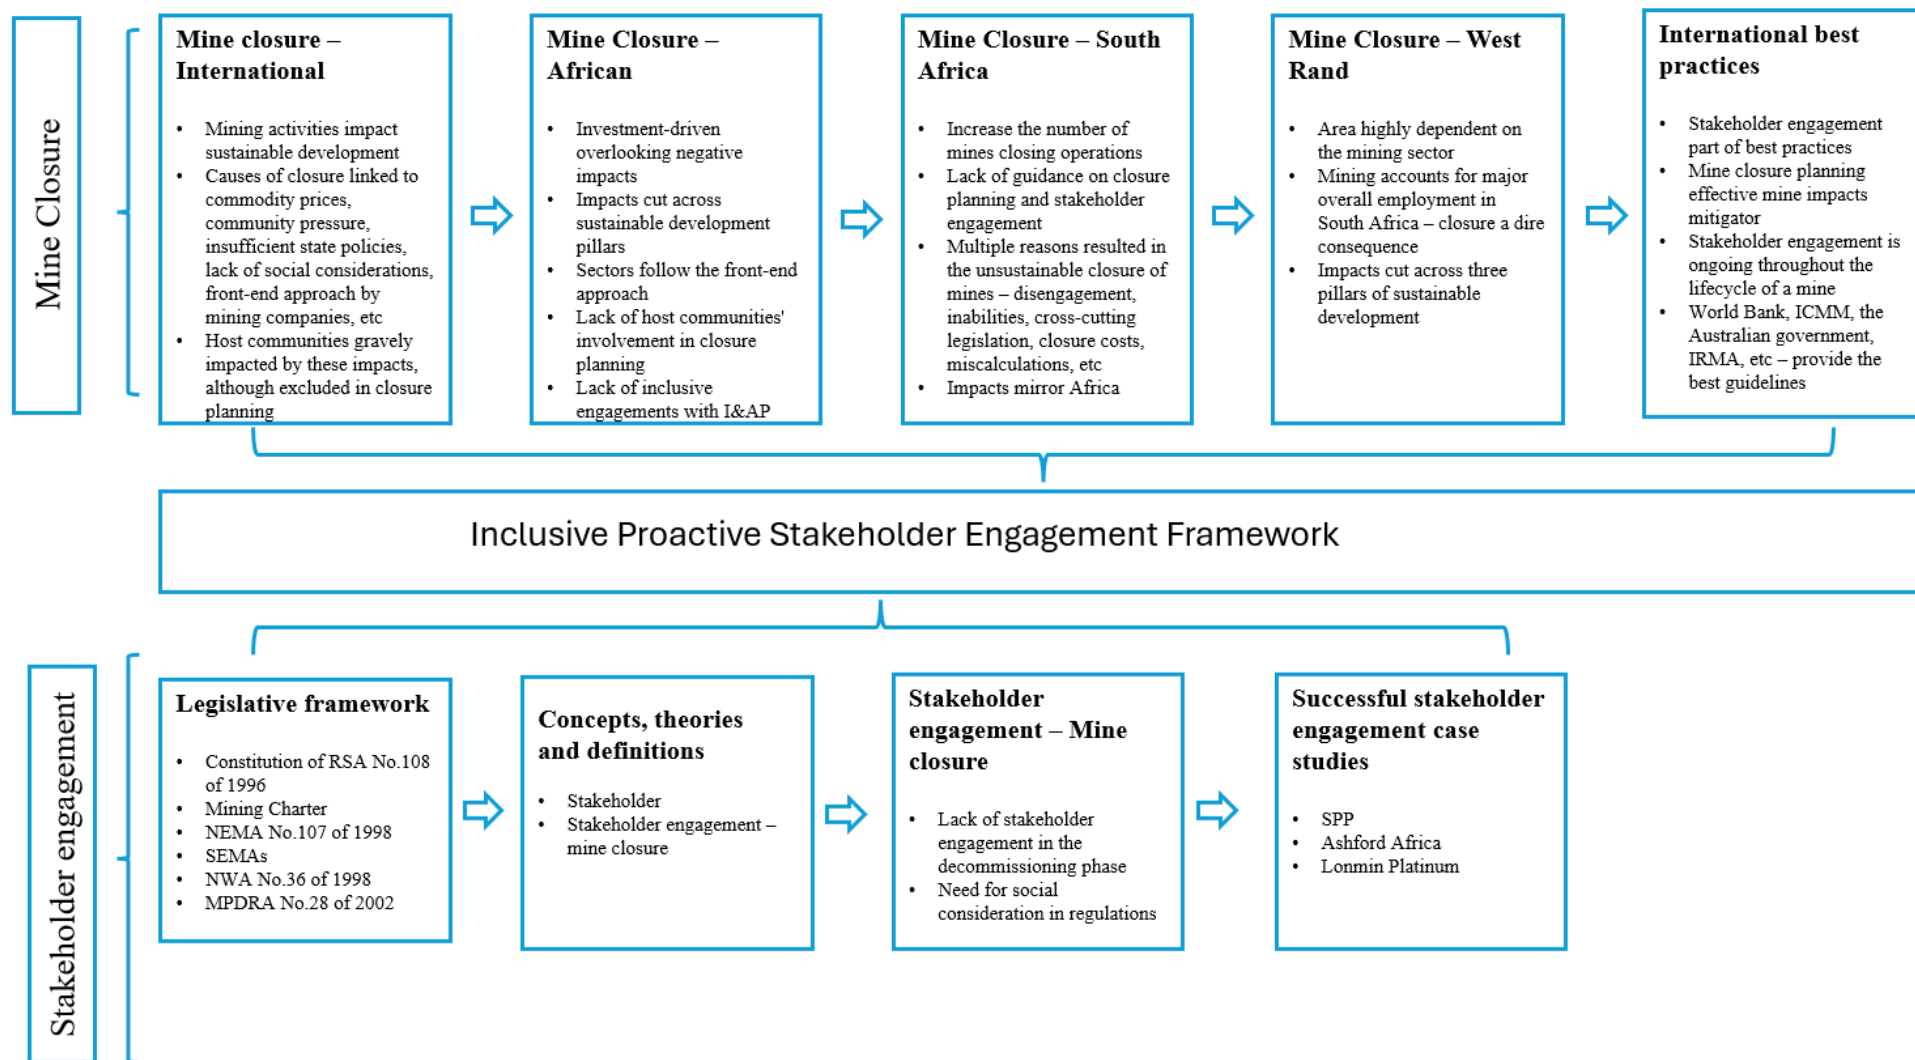 Mine Closure
Mine closure –
International
• Mining activities impact
sustainable development
• Causes of closure linked to
commodity prices,
community pressure,
insufficient state policies,
lack of social considerations,
front-end approach by
mining companies, etc
• Host communities gravely
impacted by these impacts,
although excluded in closure
planning
Mine Closure –
African
• Investment-driven
overlooking negative
impacts
• Impacts cut across
sustainable development
pillars
• Sectors follow the front-end
approach
• Lack of host communities'
involvement in closure
planning
• Lack of inclusive
engagements with I&AP
Mine Closure – South
Africa
• Increase the number of
mines closing operations
• Lack of guidance on closure
planning and stakeholder
engagement
• Multiple reasons resulted in
the unsustainable closure of
mines – disengagement,
inabilities, cross-cutting
legislation, closure costs,
miscalculations, etc
• Impacts mirror Africa
Mine Closure – West
Rand
• Area highly dependent on
the mining sector
• Mining accounts for major
overall employment in
South Africa – closure a dire
consequence
• Impacts cut across three
pillars of sustainable
development
International best
practices
• Stakeholder engagement
part of best practices
• Mine closure planning
effective mine impacts
mitigator
• Stakeholder engagement is
ongoing throughout the
lifecycle of a mine
• World Bank, ICMM, the
Australian government,
IRMA, etc – provide the
best guidelines
Inclusive Proactive Stakeholder Engagement Framework
Stakeholder engagement
Legislative framework
• Constitution of RSA No.108
of 1996
• Mining Charter
• NEMA No.107 of 1998
• SEMAs
• NWA No.36 of 1998
• MPDRA No.28 of 2002
Concepts, theories
and definitions
• Stakeholder
• Stakeholder engagement –
mine closure
Stakeholder
engagement – Mine
closure
• Lack of stakeholder
engagement in the
decommissioning phase
• Need for social
consideration in regulations
Successful stakeholder
engagement case
studies
• SPP
• Ashford Africa
• Lonmin Platinum